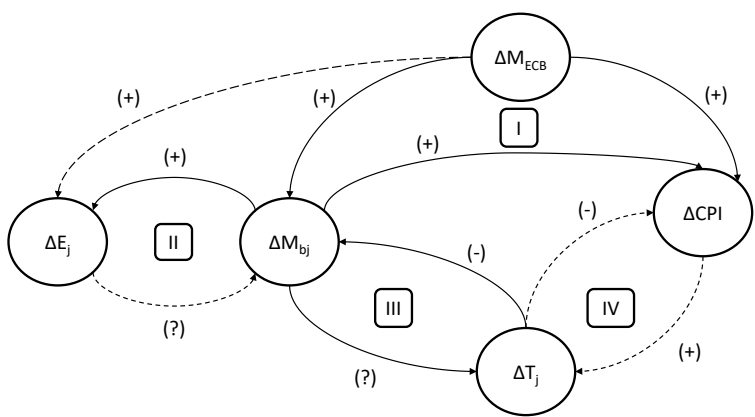 ΔM_ECB
(+)
(+)
(+)
I
(+)
(+)
ΔE_j
II
ΔM_bj
(-)
ΔCPI
(-)
(?)
III
IV
(?)
ΔT_j
(+)